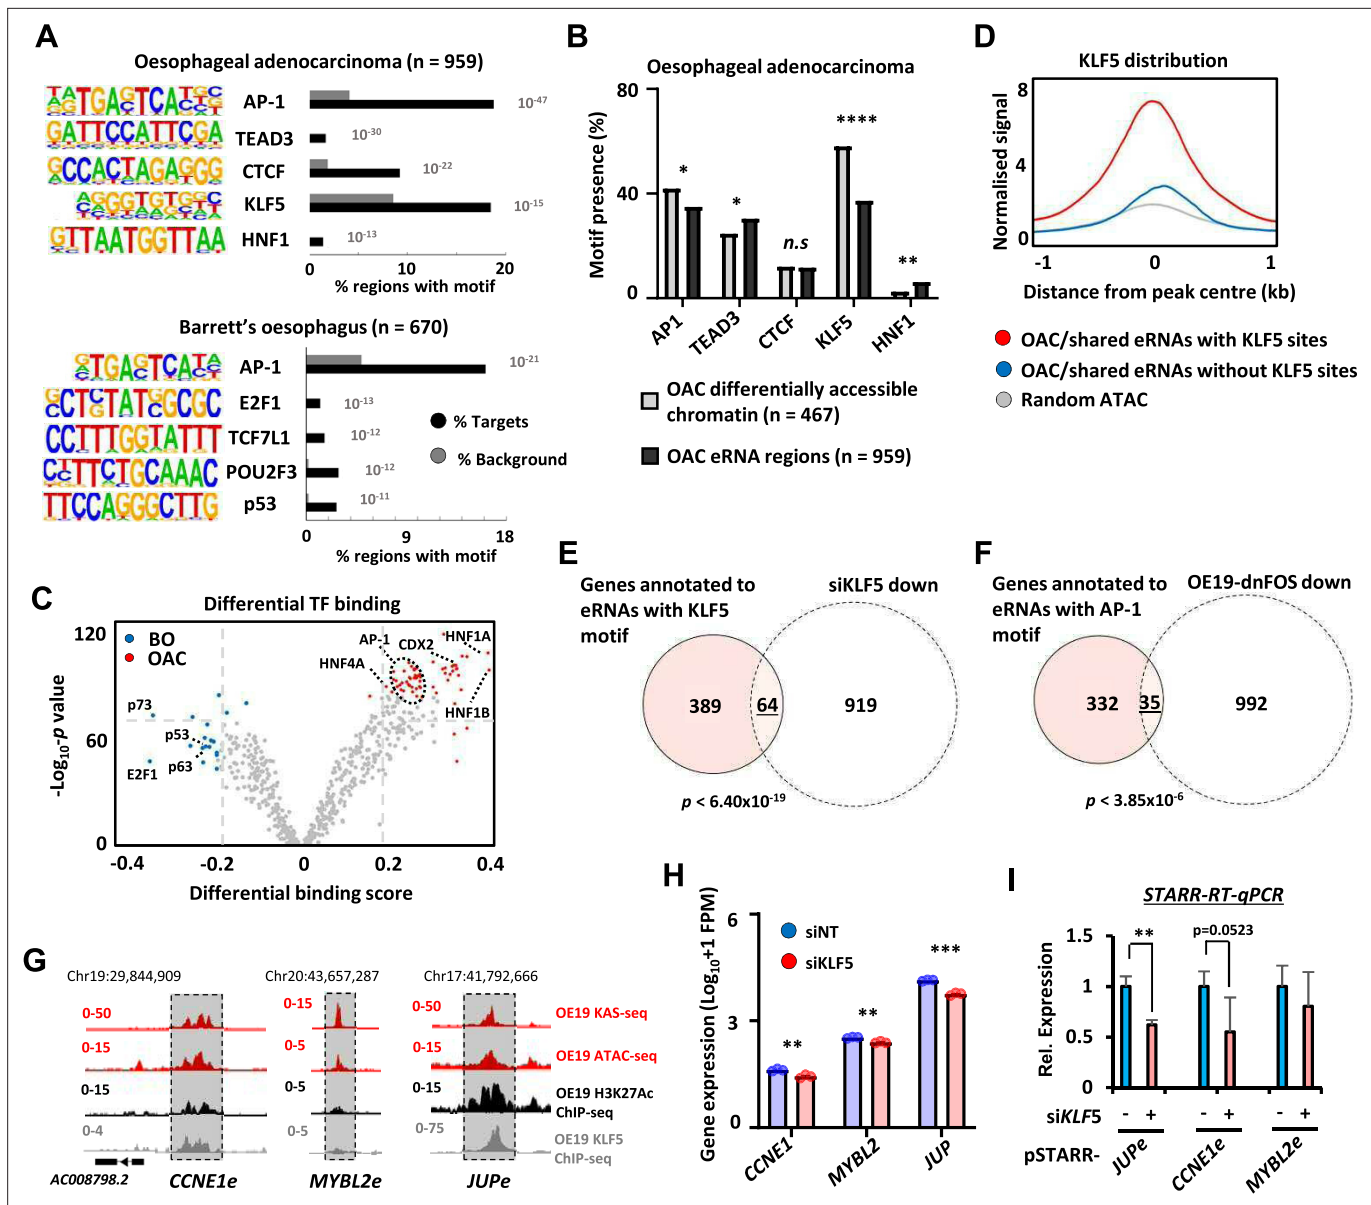 A
Oesophageal adenocarcinoma (n = 959)
AP-1
10-47
TEAD3
10-30
CTCF
10-22
KLF5
10-15
HNF1
10-13
0 10 20
% regions with motif
Barrett's oesophagus (n = 670)
AP-1
10-21
E2F1
10-13
TCF7L1
10-12
POU2F3
10-12
p53
10-11
% Targets
% Background
0 9 18
% regions with motif
B
Oesophageal adenocarcinoma
Motif presence (%)
80
40
0
*
*
n.s
****
**
AP1
TEAD3
CTCF
KLF5
HNF1
OAC differentially accessible
chromatin (n = 467)
OAC eRNA regions (n = 959)
D
KLF5 distribution
Normalised signal
8
4
0
-1 0 1
Distance from peak centre (kb)
OAC/shared eRNAs with KLF5 sites
OAC/shared eRNAs without KLF5 sites
Random ATAC
C
Differential TF binding
-Log10-p value
120
60
0
BO
OAC
AP-1
CDX2
HNF1A
HNF4A
HNF1B
p73
p53
p63
E2F1
-0.4 -0.2 0 0.2 0.4
Differential binding score
E
Genes annotated to
eRNAs with KLF5
motif
siKLF5 down
389
64
919
p < 6.40x10-19
F
Genes annotated to
eRNAs with AP-1
motif
OE19-dnFOS down
332
35
992
p < 3.85x10-6
G
Chr19:29,844,909
Chr20:43,657,287
Chr17:41,792,666
0-50
0-15
0-50
OE19 KAS-seq
0-15
0-5
0-15
OE19 ATAC-seq
0-15
0-5
0-15
OE19 H3K27Ac
ChIP-seq
0-4
0-5
0-75
OE19 KLF5
ChIP-seq
AC008798.2
CCNE1e
MYBL2e
JUPe
H
Gene expression (Log10+1 FPM)
6
3
0
siNT
siKLF5
**
**
***
CCNE1
MYBL2
JUP
I
STARR-RT-qPCR
Rel. Expression
1.5
1
0.5
0
**
p=0.0523
siKLF5 - + - + - +
pSTARR-
JUPe
CCNE1e
MYBL2e